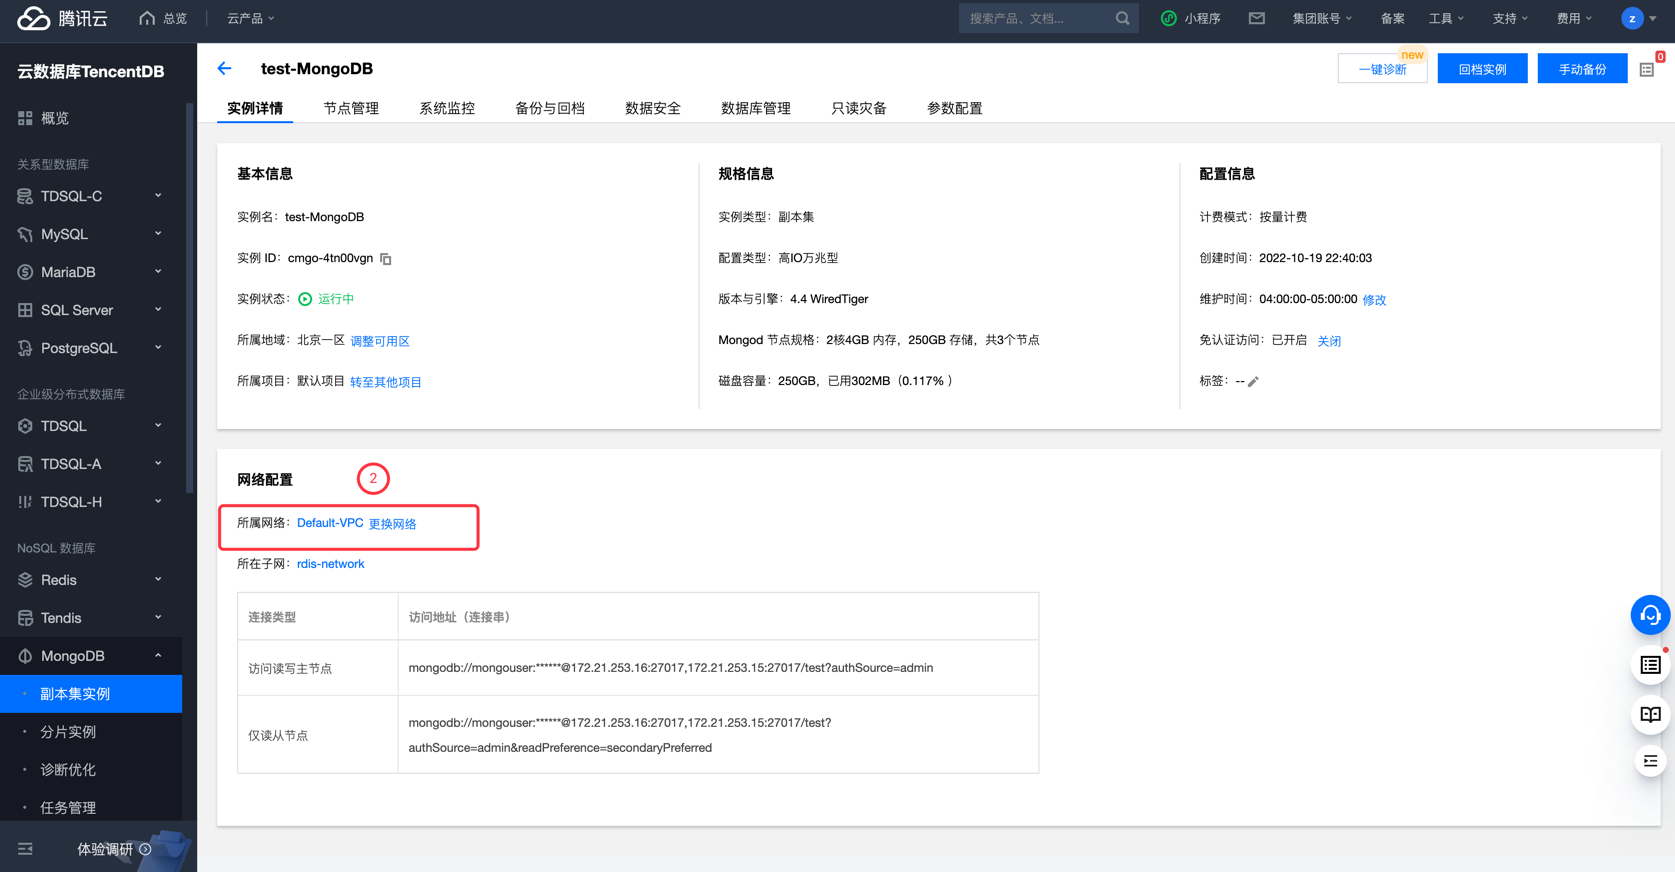 腾讯云
总览
云产品
搜索产品、文档...
小程序
集团账号
备案
工具
支持
费用
z
云数据库TencentDB
概览
关系型数据库
TDSQL-C
MySQL
MariaDB
SQL Server
PostgreSQL
企业级分布式数据库
TDSQL
TDSQL-A
TDSQL-H
NoSQL 数据库
Redis
Tendis
MongoDB
副本集实例
分片实例
诊断优化
任务管理
体验调研
test-MongoDB
一键诊断
new
回档实例
手动备份
0
实例详情
节点管理
系统监控
备份与回档
数据安全
数据库管理
只读灾备
参数配置
基本信息
实例名：test-MongoDB
实例 ID：cmgo-4tn00vgn
实例状态：运行中
所属地域：北京一区 调整可用区
所属项目：默认项目 转至其他项目
规格信息
实例类型：副本集
配置类型：高IO万兆型
版本与引擎：4.4 WiredTiger
Mongod 节点规格：2核4GB 内存，250GB 存储，共3个节点
磁盘容量：250GB，已用302MB（0.117% ）
配置信息
计费模式：按量计费
创建时间：2022-10-19 22:40:03
维护时间：04:00:00-05:00:00 修改
免认证访问：已开启 关闭
标签：--
网络配置
2
所属网络：Default-VPC 更换网络
所在子网：rdis-network
连接类型
访问地址（连接串）
访问读写主节点
mongodb://mongouser:******@172.21.253.16:27017,172.21.253.15:27017/test?authSource=admin
仅读从节点
mongodb://mongouser:******@172.21.253.16:27017,172.21.253.15:27017/test?
authSource=admin&readPreference=secondaryPreferred